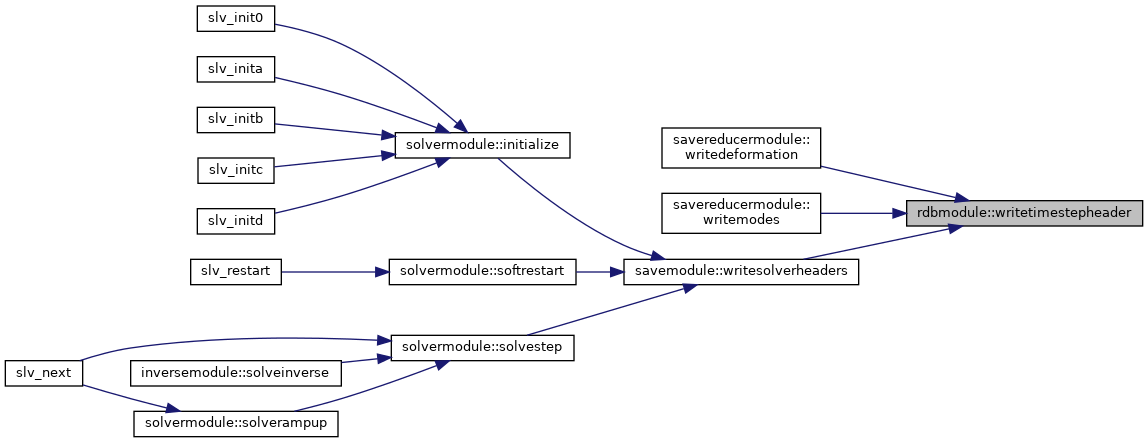 slv_init0
slv_inita
slv_initb
slv_initc
slv_initd
solvermodule::initialize
savereducermodule::
writedeformation
savereducermodule::
writemodes
rdbmodule::writetimestepheader
slv_restart
solvermodule::softrestart
savemodule::writesolverheaders
solvermodule::solvestep
slv_next
inversemodule::solveinverse
solvermodule::solverampup